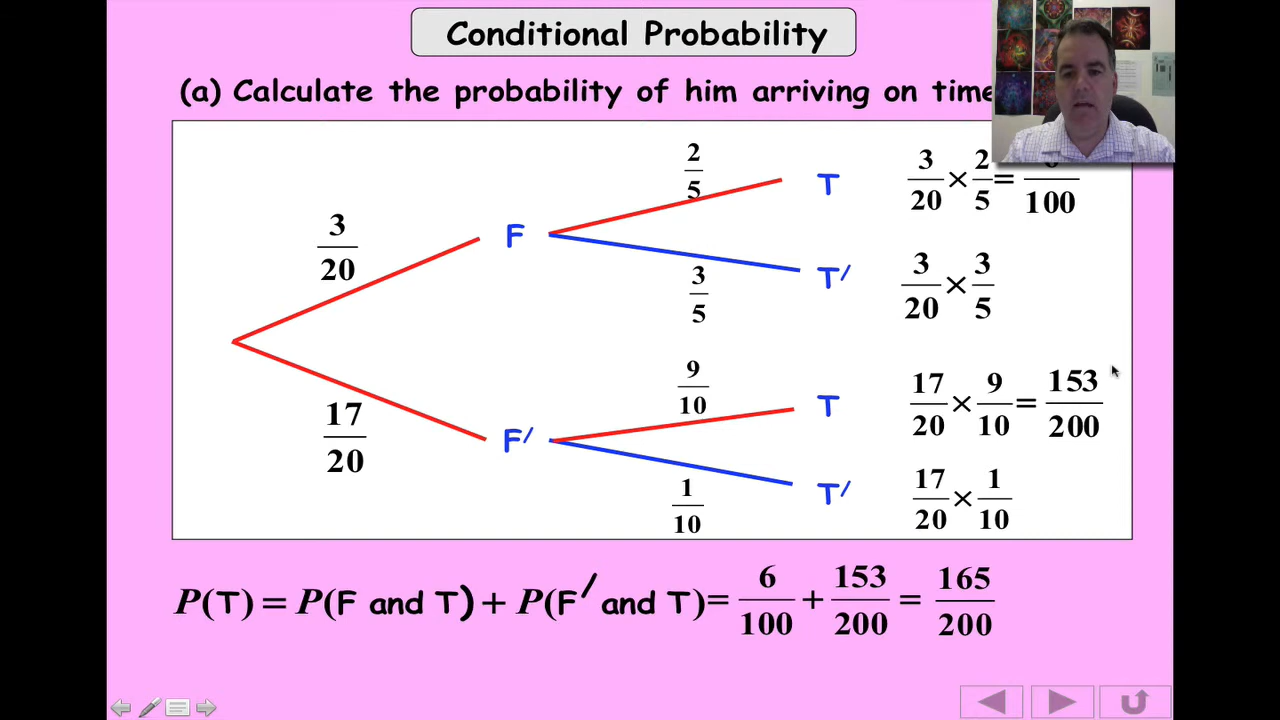 Conditional Probability
(a) Calculate the probability of him arriving on time
3/20
17/20
F
F′
2/5
3/5
9/10
1/10
T
T′
T
T′
3/20 × 2/5 = /100
3/20 × 3/5
17/20 × 9/10 = 153/200
17/20 × 1/10
P(T) = P(F and T) + P(F′ and T) = 6/100 + 153/200 = 165/200